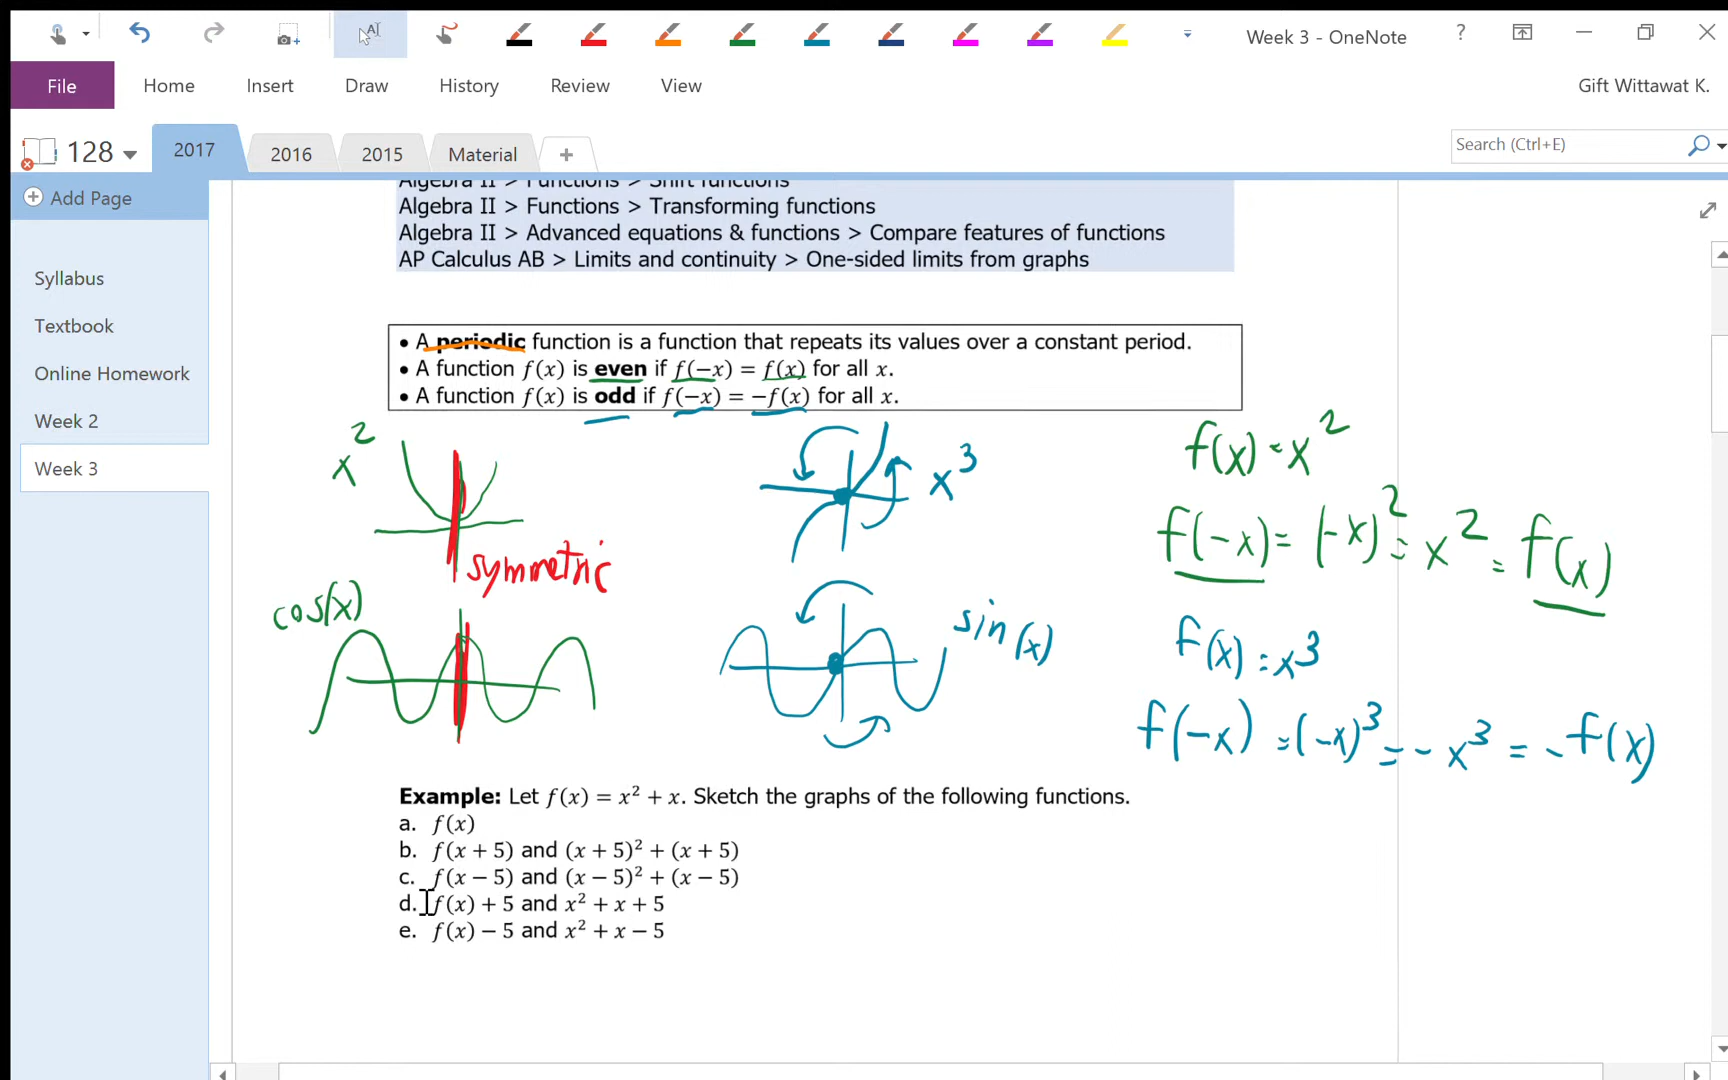 Week 3 - OneNote
?
File
Home
Insert
Draw
History
Review
View
Gift Wittawat K.
128
2017
2016
2015
Material
Search (Ctrl+E)
Add Page
Syllabus
Textbook
Online Homework
Week 2
Week 3
Algebra II > Functions > Shift functions
Algebra II > Functions > Transforming functions
Algebra II > Advanced equations & functions > Compare features of functions
AP Calculus AB > Limits and continuity > One-sided limits from graphs
• A periodic function is a function that repeats its values over a constant period.
• A function f(x) is even if f(−x) = f(x) for all x.
• A function f(x) is odd if f(−x) = −f(x) for all x.
x²
symmetric
cos(x)
x³
sin(x)
f(x) = x²
f(-x) = (-x)² = x² = f(x)
f(x) = x³
f(-x) = (-x)³ = -x³ = -f(x)
Example: Let f(x) = x² + x. Sketch the graphs of the following functions.
a. f(x)
b. f(x + 5) and (x + 5)² + (x + 5)
c. f(x − 5) and (x − 5)² + (x − 5)
d. f(x) + 5 and x² + x + 5
e. f(x) − 5 and x² + x − 5